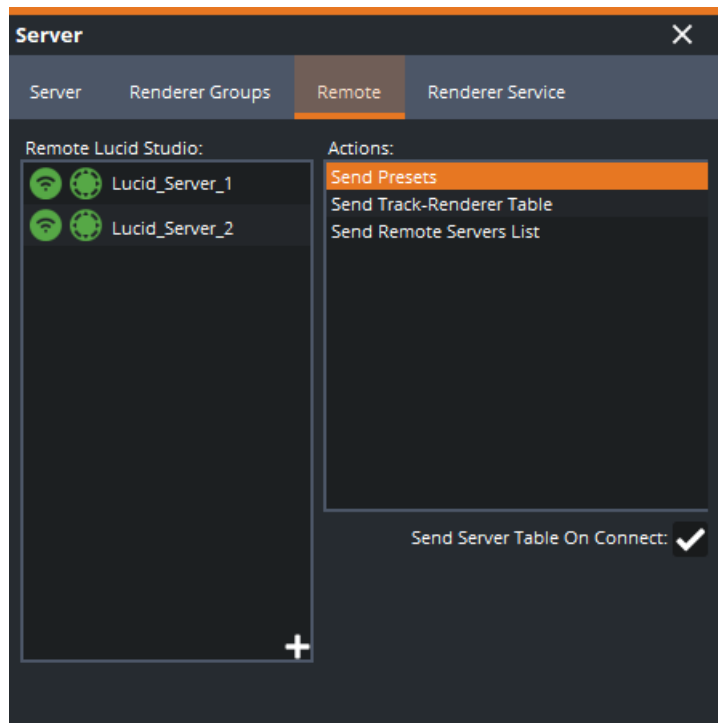 Server
Server Renderer Groups Remote Renderer Service
Remote Lucid Studio:
Lucid_Server_1
Lucid_Server_2
Actions:
Send Presets
Send Track-Renderer Table
Send Remote Servers List
Send Server Table On Connect: